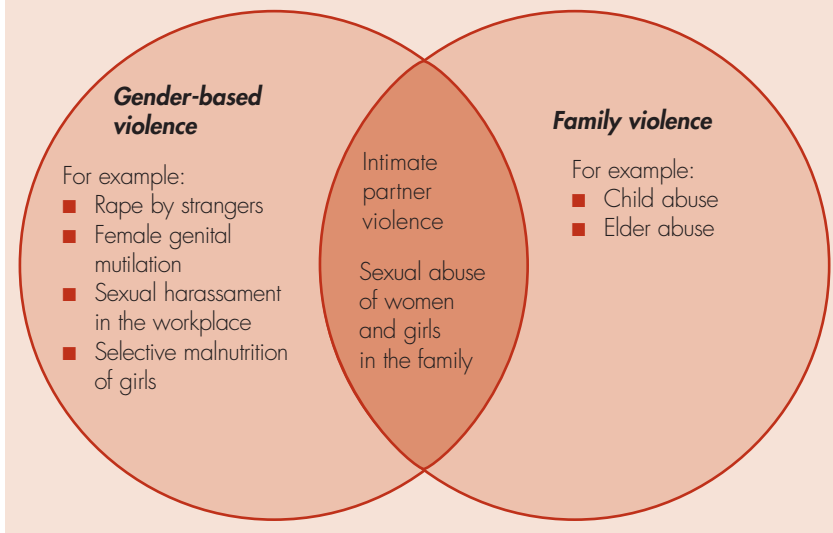 Gender-based
violence
For example:
■ Rape by strangers
■ Female genital
mutilation
■ Sexual harassament
in the workplace
■ Selective malnutrition
of girls
Intimate
partner
violence
Sexual abuse
of women
and girls
in the family
Family violence
For example:
■ Child abuse
■ Elder abuse